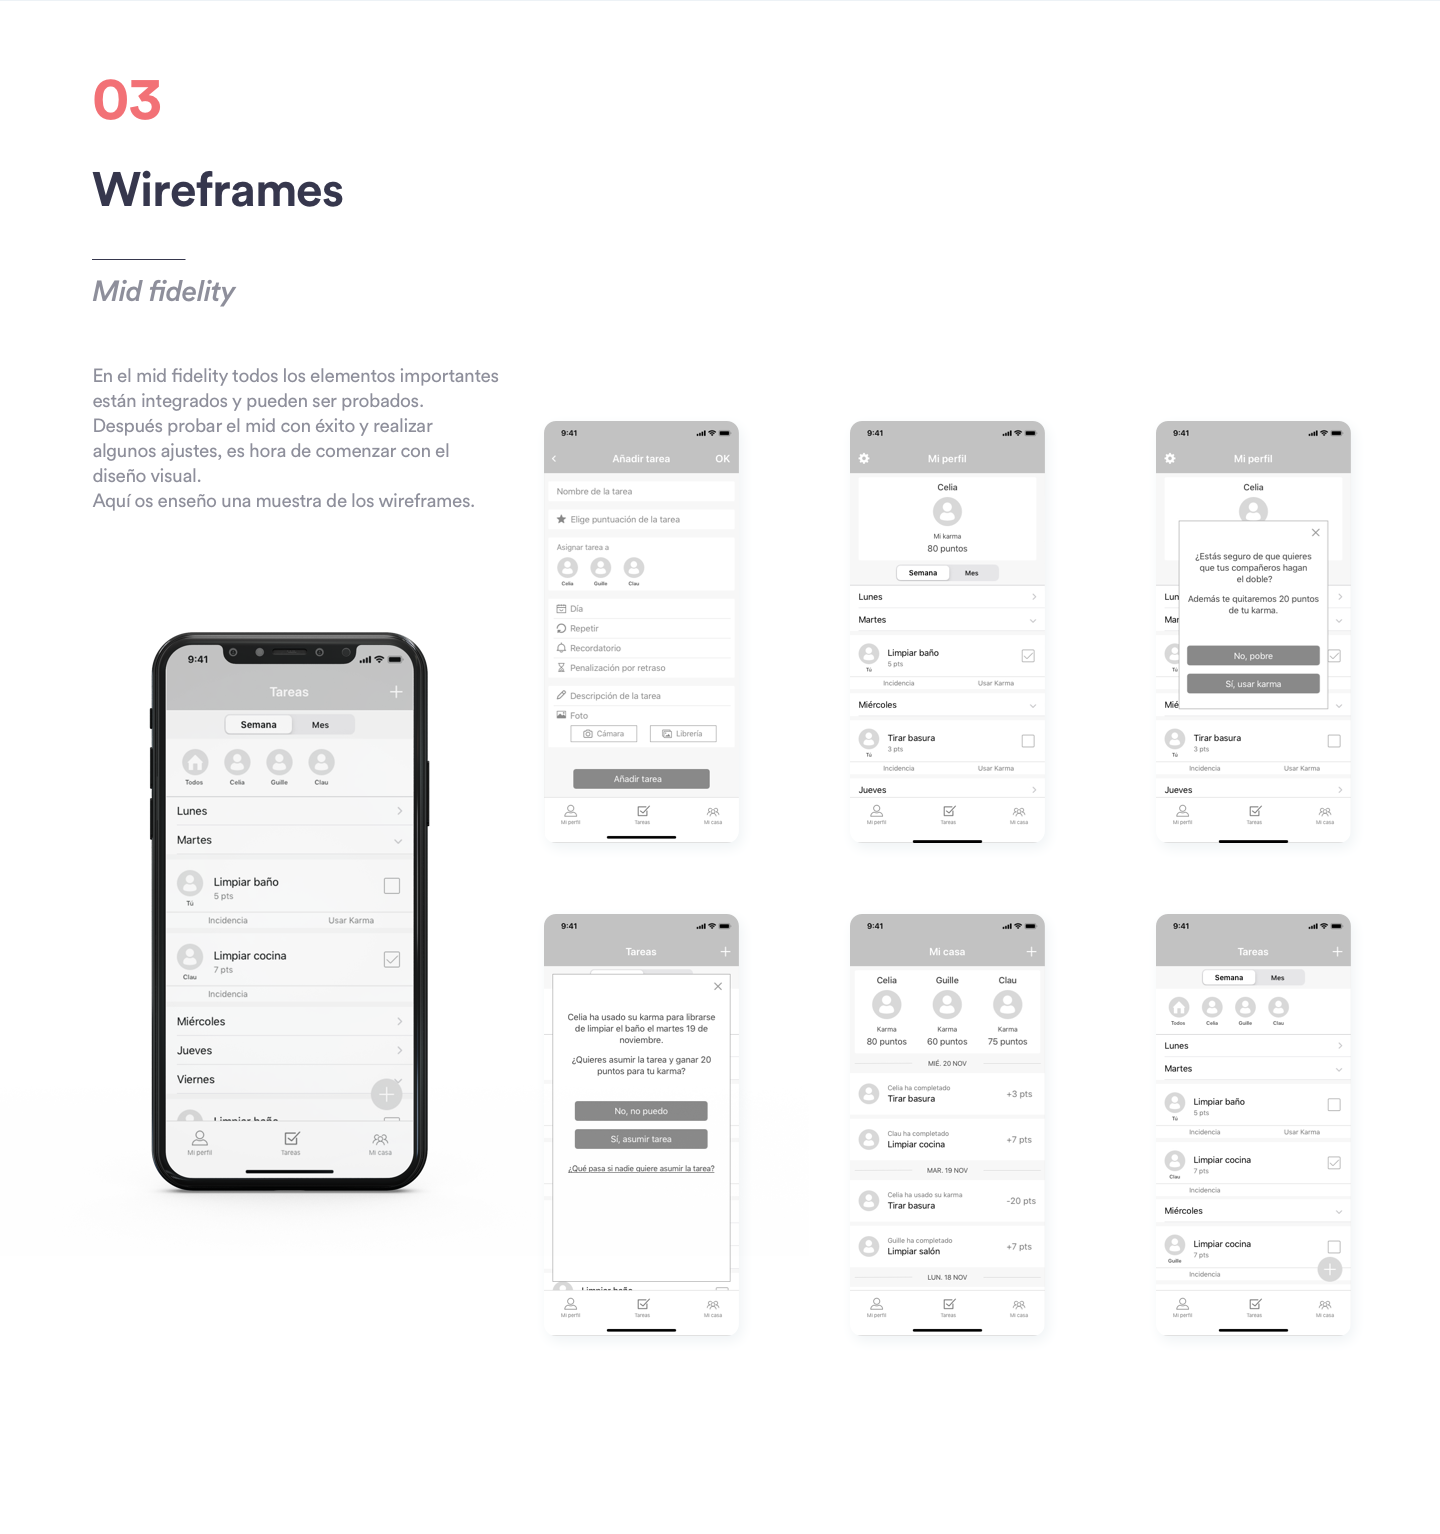 03
Wireframes
Mid fidelity
En el mid fidelity todos los elementos importantes
están integrados y pueden ser probados.
Después probar el mid con éxito y realizar
algunos ajustes, es hora de comenzar con el
diseño visual.
Aquí os enseño una muestra de los wireframes.
9:41
Tareas
Semana Mes
Todos Celia Guille Clau
Lunes
Martes
Limpiar baño
5 pts
Tú
Incidencia Usar Karma
Limpiar cocina
7 pts
Clau
Incidencia
Miércoles
Jueves
Viernes
Limpiar baño
Mi perfil Tareas Mi casa
9:41
Añadir tarea OK
Nombre de la tarea
Elige puntuación de la tarea
Asignar tarea a
Celia Guille Clau
Día
Repetir
Recordatorio
Penalización por retraso
Descripción de la tarea
Foto
Cámara Librería
Añadir tarea
Mi perfil Tareas Mi casa
9:41
Mi perfil
Celia
Mi karma
80 puntos
Semana Mes
Lunes
Martes
Limpiar baño
5 pts
Tú
Incidencia Usar Karma
Miércoles
Tirar basura
3 pts
Tú
Incidencia Usar Karma
Jueves
Mi perfil Tareas Mi casa
9:41
Mi perfil
Celia
¿Estás seguro de que quieres
que tus compañeros hagan
el doble?
Además te quitaremos 20 puntos
de tu karma.
No, pobre
Sí, usar karma
Lun
Mar
Tú
Mié
Tirar basura
3 pts
Tú
Incidencia Usar Karma
Jueves
Mi perfil Tareas Mi casa
9:41
Tareas
Celia ha usado su karma para librarse
de limpiar el baño el martes 19 de
noviembre.
¿Quieres asumir la tarea y ganar 20
puntos para tu karma?
No, no puedo
Sí, asumir tarea
¿Qué pasa si nadie quiere asumir la tarea?
Limpiar baño
Mi perfil Tareas Mi casa
9:41
Mi casa
Celia Guille Clau
Karma Karma Karma
80 puntos 60 puntos 75 puntos
MIÉ. 20 NOV
Celia ha completado
Tirar basura +3 pts
Clau ha completado
Limpiar cocina +7 pts
MAR. 19 NOV
Celia ha usado su karma
Tirar basura -20 pts
Guille ha completado
Limpiar salón +7 pts
LUN. 18 NOV
Mi perfil Tareas Mi casa
9:41
Tareas
Semana Mes
Todos Celia Guille Clau
Lunes
Martes
Limpiar baño
5 pts
Tú
Incidencia Usar Karma
Limpiar cocina
7 pts
Clau
Incidencia
Miércoles
Limpiar cocina
7 pts
Guille
Incidencia
Mi perfil Tareas Mi casa